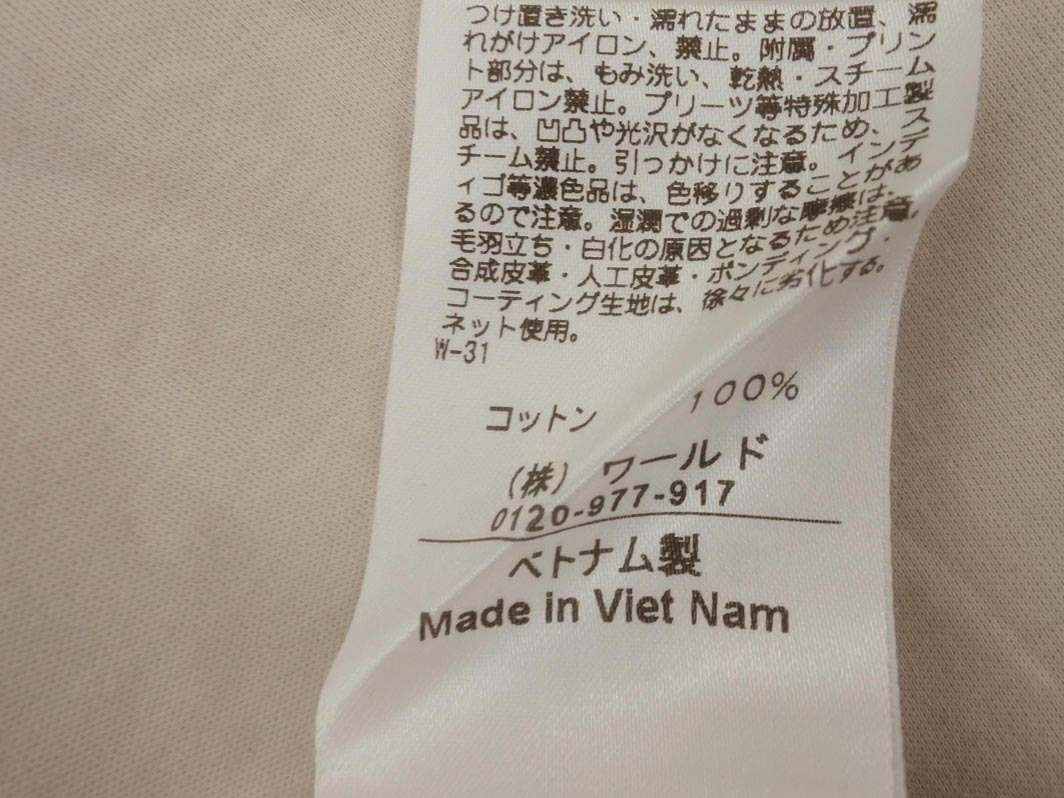 つけ置き洗い・濡れたままの放置、濡
れがけアイロン、禁止。附属・プリン
ト部分は、もみ洗い、乾熱・スチーム
アイロン禁止。プリーツ等特殊加工製
品は、凹凸や光沢がなくなるため、ス
チーム禁止。引っかけに注意。インデ
ィゴ等濃色品は、色移りすることがあ
るので注意。湿潤での過剰な摩擦は、
毛羽立ち・白化の原因となるため注意。
合成皮革・人工皮革・ボンディング・
コーティング生地は、徐々に劣化する。
ネット使用。
W-31
コットン 100%
(株) ワールド
0120-977-917
ベトナム製
Made in Viet Nam